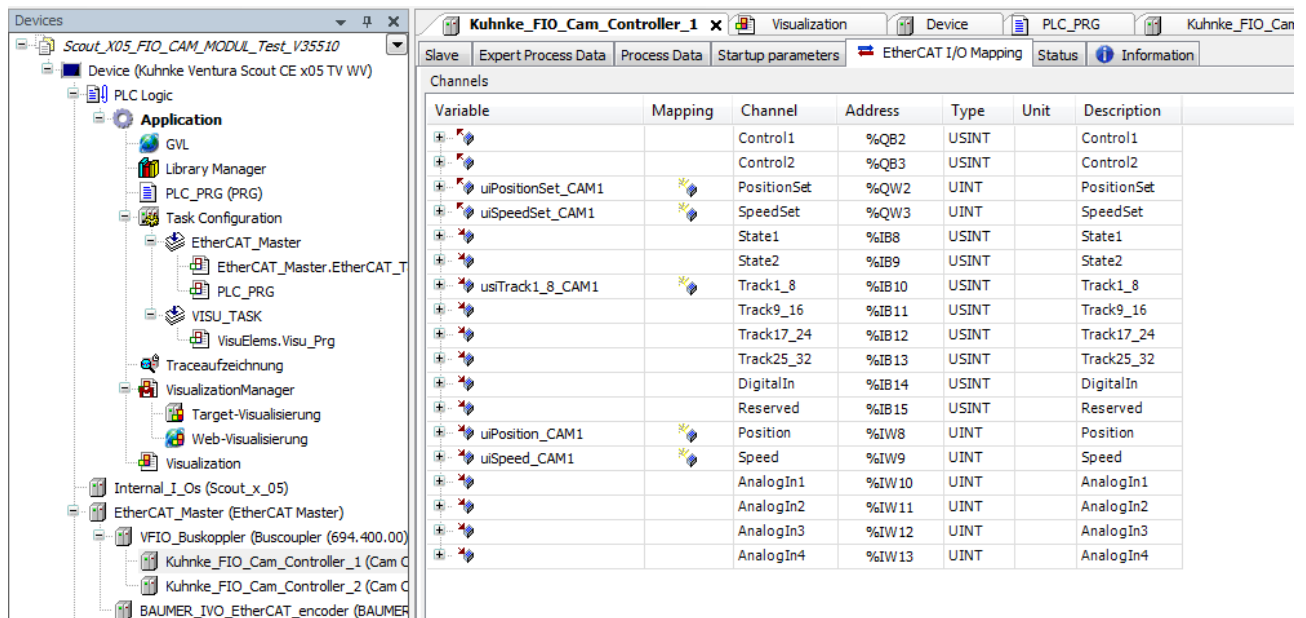 Devices
Scout_X05_FIO_CAM_MODUL_Test_V35510
Device (Kuhnke Ventura Scout CE x05 TV WV)
PLC Logic
Application
GVL
Library Manager
PLC_PRG (PRG)
Task Configuration
EtherCAT_Master
EtherCAT_Master.EtherCAT_T
PLC_PRG
VISU_TASK
VisuElems.Visu_Prg
Traceaufzeichnung
VisualizationManager
Target-Visualisierung
Web-Visualisierung
Visualization
Internal_I_Os (Scout_x_05)
EtherCAT_Master (EtherCAT Master)
VFIO_Buskoppler (Buscoupler (694.400.00)
Kuhnke_FIO_Cam_Controller_1 (Cam C
Kuhnke_FIO_Cam_Controller_2 (Cam C
BAUMER_IVO_EtherCAT_encoder (BAUMER
Kuhnke_FIO_Cam_Controller_1 Visualization Device PLC_PRG Kuhnke_FIO_Cam
Slave Expert Process Data Process Data Startup parameters EtherCAT I/O Mapping Status Information
Channels
Variable Mapping Channel Address Type Unit Description
Control1 %QB2 USINT Control1
Control2 %QB3 USINT Control2
uiPositionSet_CAM1 PositionSet %QW2 UINT PositionSet
uiSpeedSet_CAM1 SpeedSet %QW3 UINT SpeedSet
State1 %IB8 USINT State1
State2 %IB9 USINT State2
usiTrack1_8_CAM1 Track1_8 %IB10 USINT Track1_8
Track9_16 %IB11 USINT Track9_16
Track17_24 %IB12 USINT Track17_24
Track25_32 %IB13 USINT Track25_32
DigitalIn %IB14 USINT DigitalIn
Reserved %IB15 USINT Reserved
uiPosition_CAM1 Position %IW8 UINT Position
uiSpeed_CAM1 Speed %IW9 UINT Speed
AnalogIn1 %IW10 UINT AnalogIn1
AnalogIn2 %IW11 UINT AnalogIn2
AnalogIn3 %IW12 UINT AnalogIn3
AnalogIn4 %IW13 UINT AnalogIn4